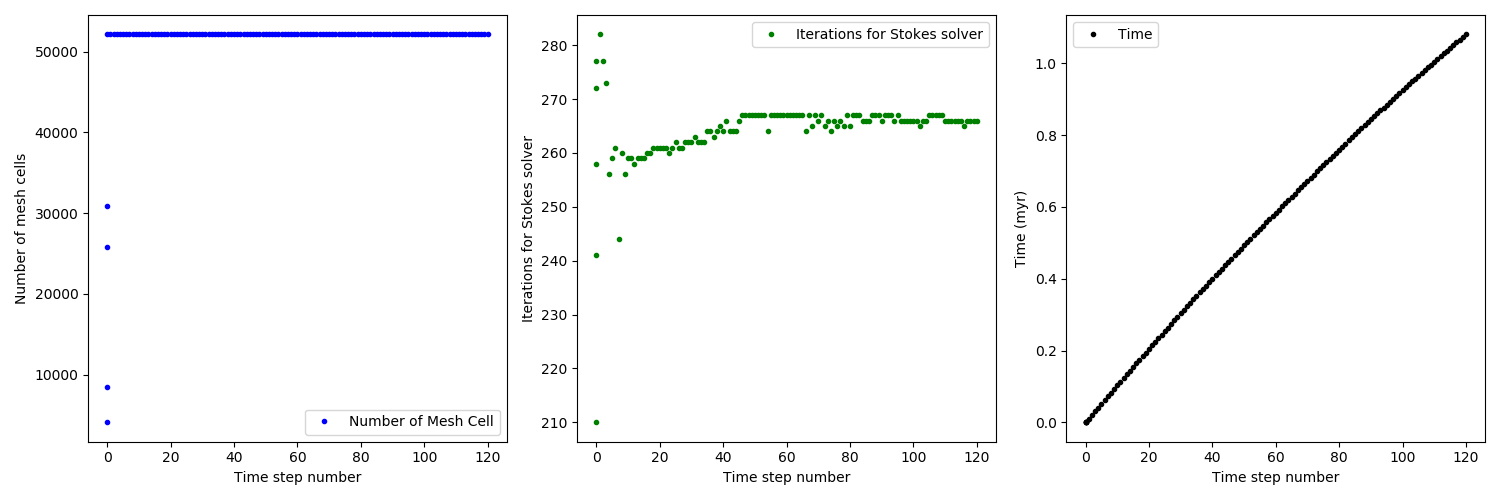 50000
40000
30000
20000
10000
Number of mesh cells
Number of Mesh Cell
0 20 40 60 80 100 120
Time step number
280
270
260
250
240
230
220
210
Iterations for Stokes solver
Iterations for Stokes solver
0 20 40 60 80 100 120
Time step number
1.0
0.8
0.6
0.4
0.2
0.0
Time (myr)
Time
0 20 40 60 80 100 120
Time step number